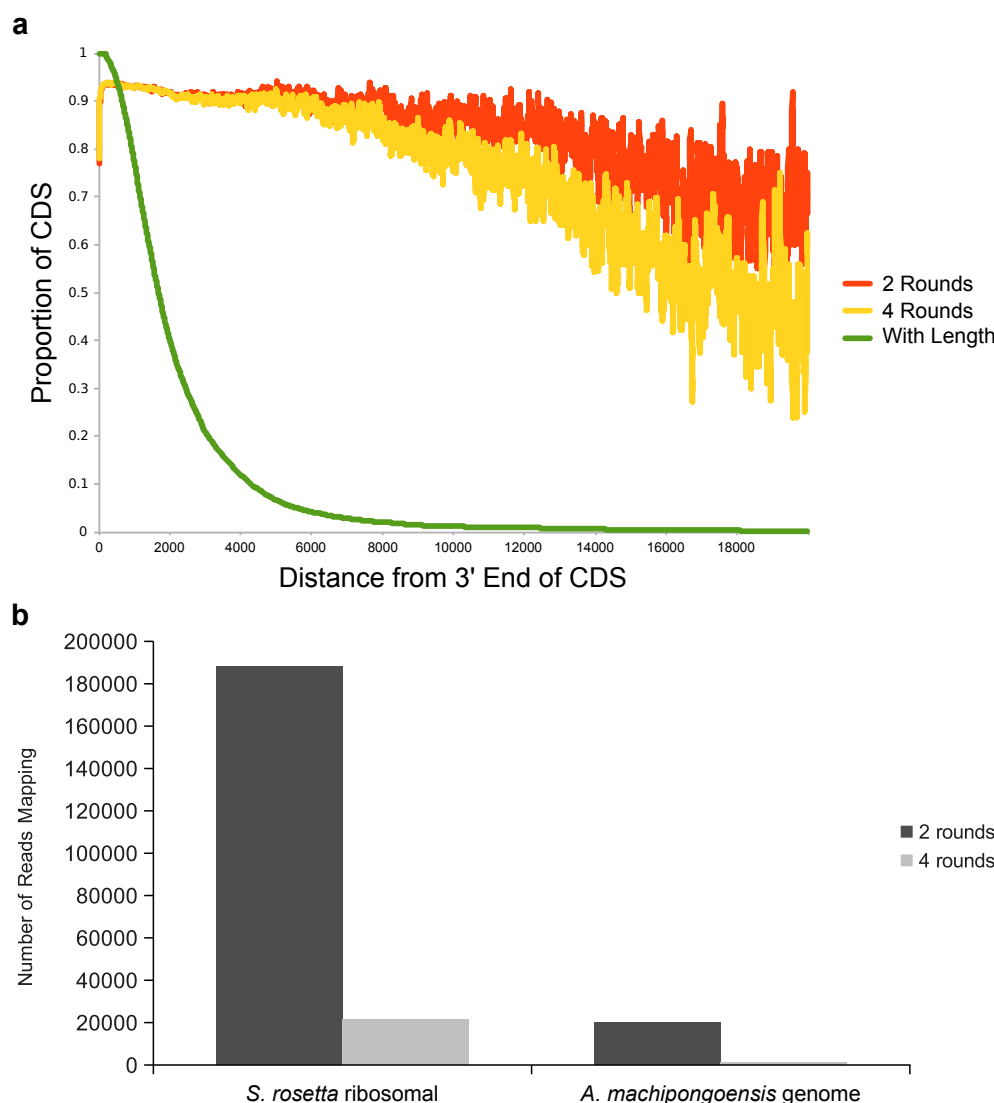 a
1
0.9
0.8
0.7
0.6
0.5
0.4
0.3
0.2
0.1
0
Proportion of CDS
0 2000 4000 6000 8000 10000 12000 14000 16000 18000
Distance from 3' End of CDS
2 Rounds
4 Rounds
With Length
b
200000
180000
160000
140000
120000
100000
80000
60000
40000
20000
0
Number of Reads Mapping
2 rounds
4 rounds
S. rosetta ribosomal A. machipongoensis genome